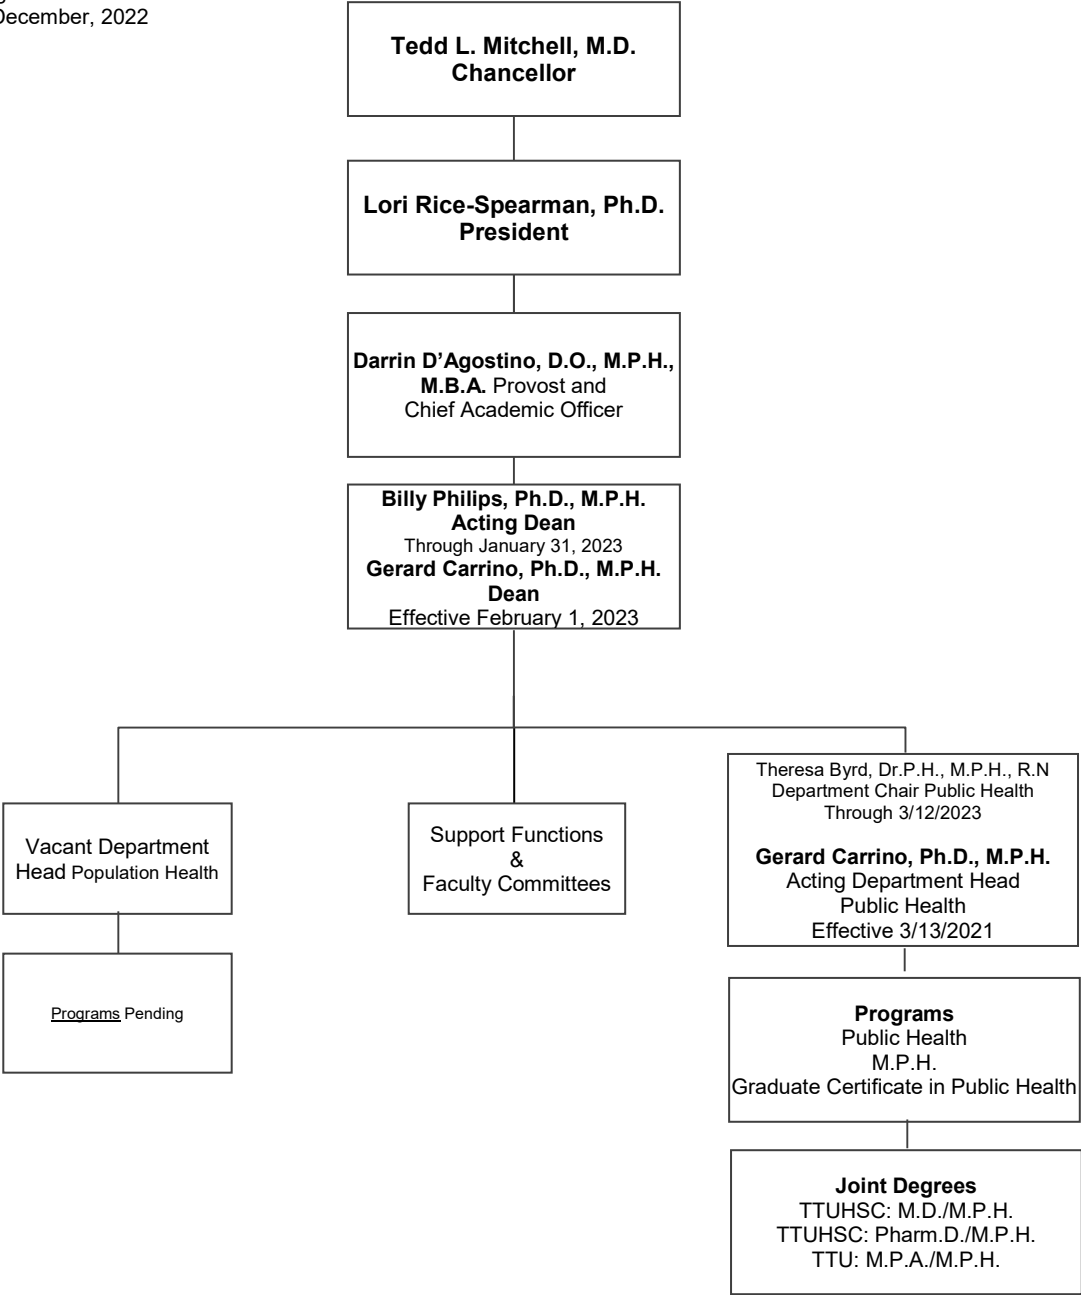 December, 2022
Tedd L. Mitchell, M.D.
Chancellor
Lori Rice-Spearman, Ph.D.
President
Darrin D’Agostino, D.O., M.P.H.,
M.B.A. Provost and
Chief Academic Officer
Billy Philips, Ph.D., M.P.H.
Acting Dean
Through January 31, 2023
Gerard Carrino, Ph.D., M.P.H.
Dean
Effective February 1, 2023
Vacant Department
Head Population Health
Programs Pending
Support Functions
&
Faculty Committees
Theresa Byrd, Dr.P.H., M.P.H., R.N
Department Chair Public Health
Through 3/12/2023
Gerard Carrino, Ph.D., M.P.H.
Acting Department Head
Public Health
Effective 3/13/2021
Programs
Public Health
M.P.H.
Graduate Certificate in Public Health
Joint Degrees
TTUHSC: M.D./M.P.H.
TTUHSC: Pharm.D./M.P.H.
TTU: M.P.A./M.P.H.